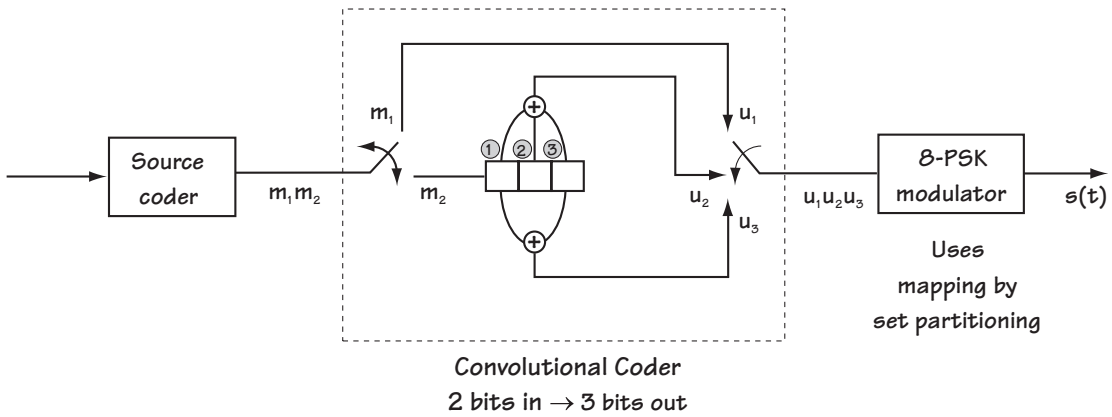 m₁
u₁
①
②
③
Source
coder
8-PSK
modulator
m₁m₂
m₂
u₂
u₁u₂u₃
s(t)
u₃
Uses
mapping by
set partitioning
Convolutional Coder
2 bits in → 3 bits out